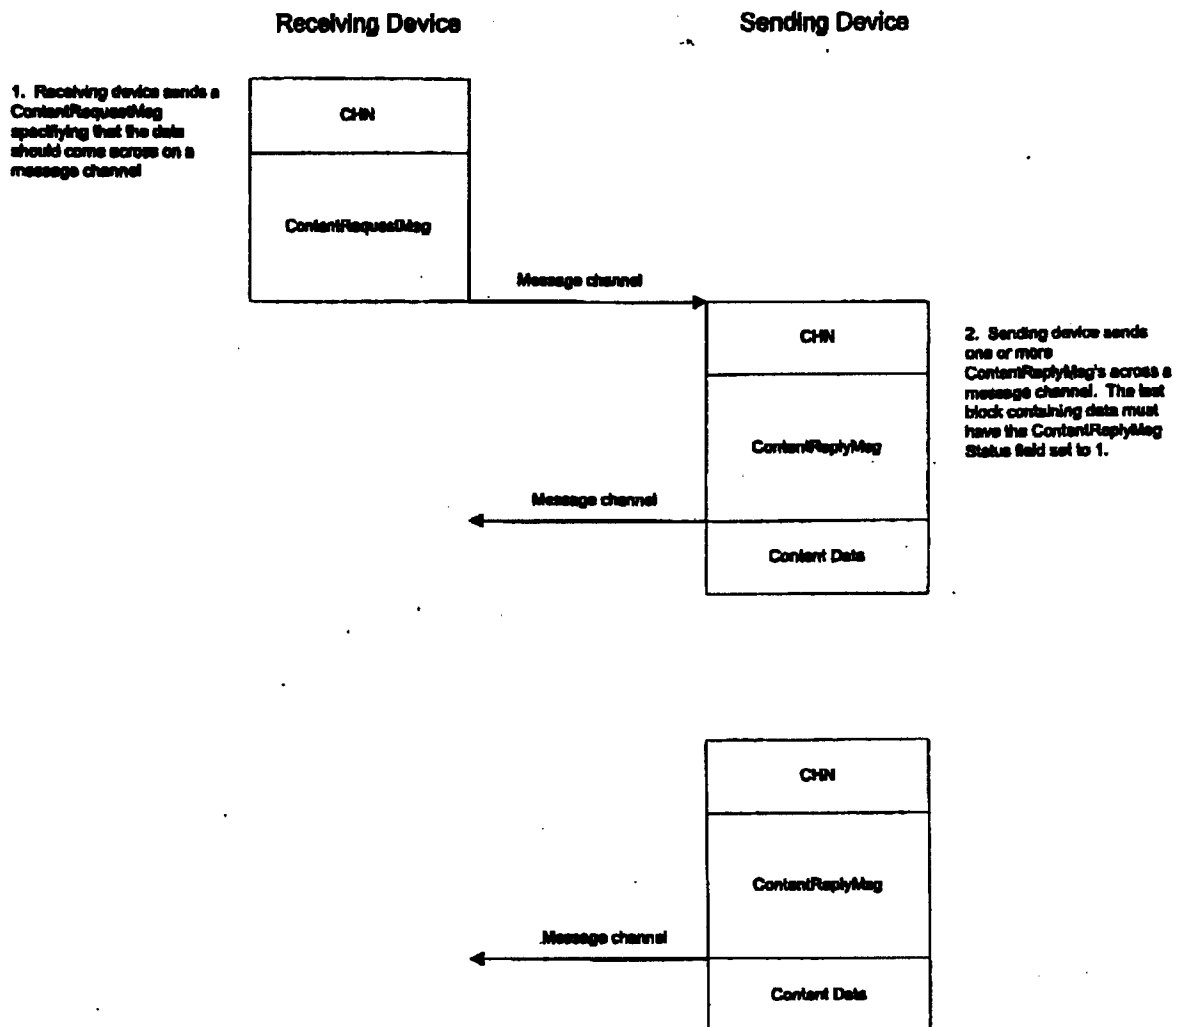 Receiving Device
Sending Device
1. Receiving device sends a
ContentRequestMsg
specifying that the data
should come across on a
message channel
CHN
ContentRequestMsg
Message channel
CHN
2. Sending device sends
one or more
ContentReplyMsg's across a
message channel. The last
block containing data must
have the ContentReplyMsg
Status field set to 1.
ContentReplyMsg
Message channel
Content Data
CHN
ContentReplyMsg
Message channel
Content Data